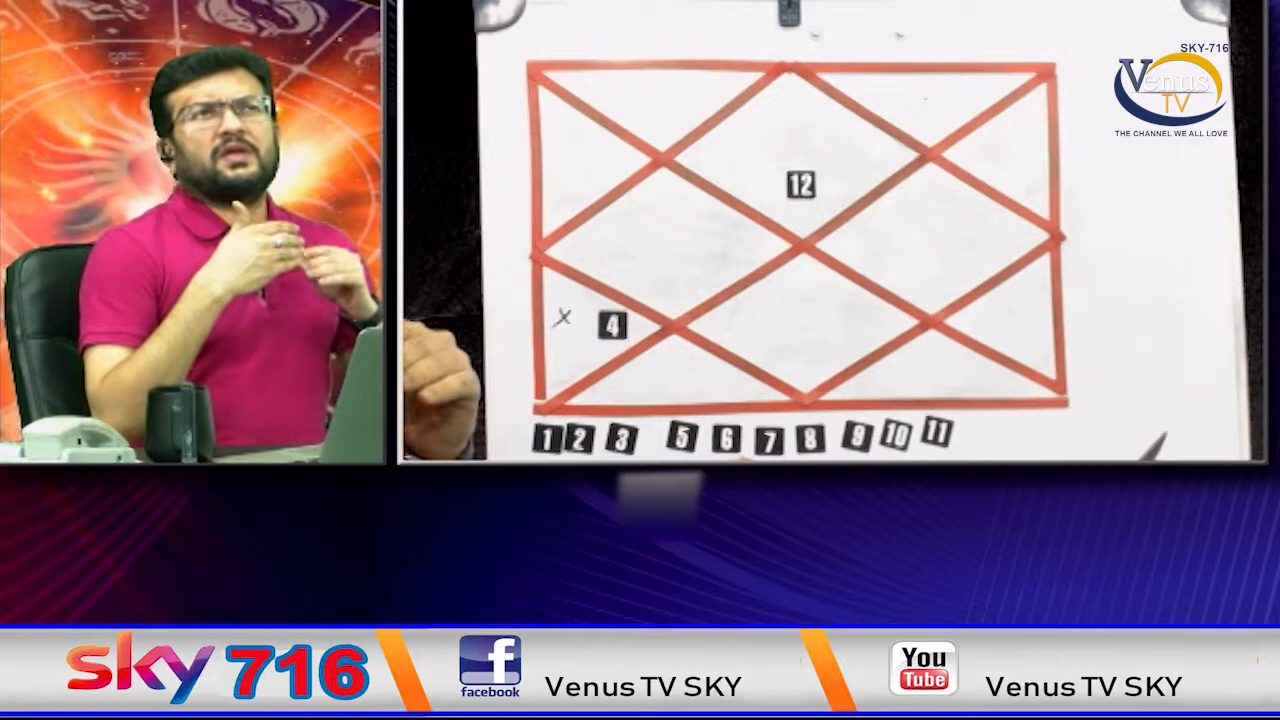 SKY-716
Venus
TV
THE CHANNEL WE ALL LOVE
12
x 4
1 2 3 5 6 7 8 9 10 11
sky 716
facebook
Venus TV SKY
You
Tube
Venus TV SKY